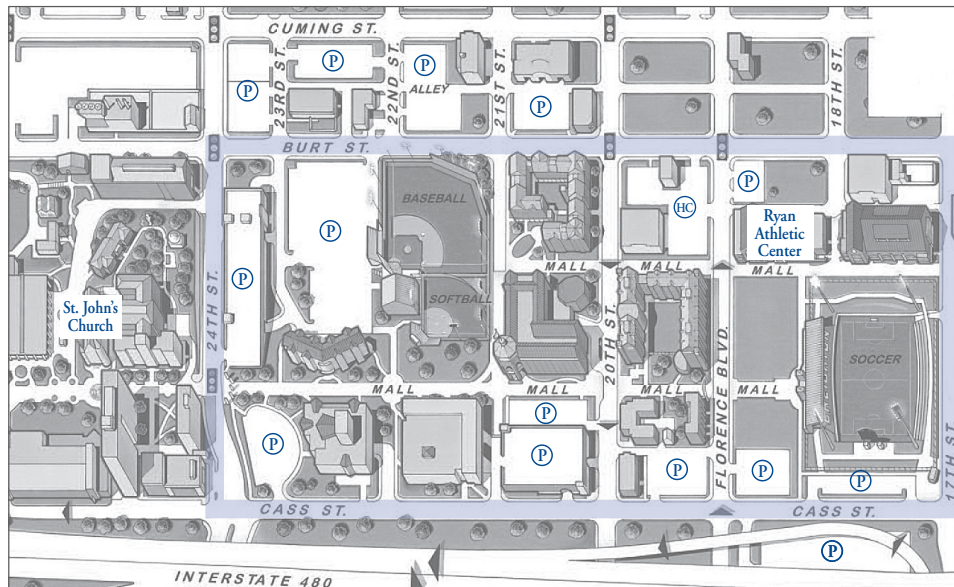 CUMING ST.
P
P
P
23RD ST.
22ND ST.
ALLEY
21ST ST.
P
18TH ST.
BURT ST.
P
BASEBALL
HC
P
Ryan
Athletic
Center
MALL
MALL
MALL
P
24TH ST.
St. John's
Church
SOFTBALL
20TH ST.
FLORENCE BLVD.
SOCCER
MALL
MALL
MALL
MALL
P
P
P
P
P
P
17TH ST.
CASS ST.
CASS ST.
P
INTERSTATE 480